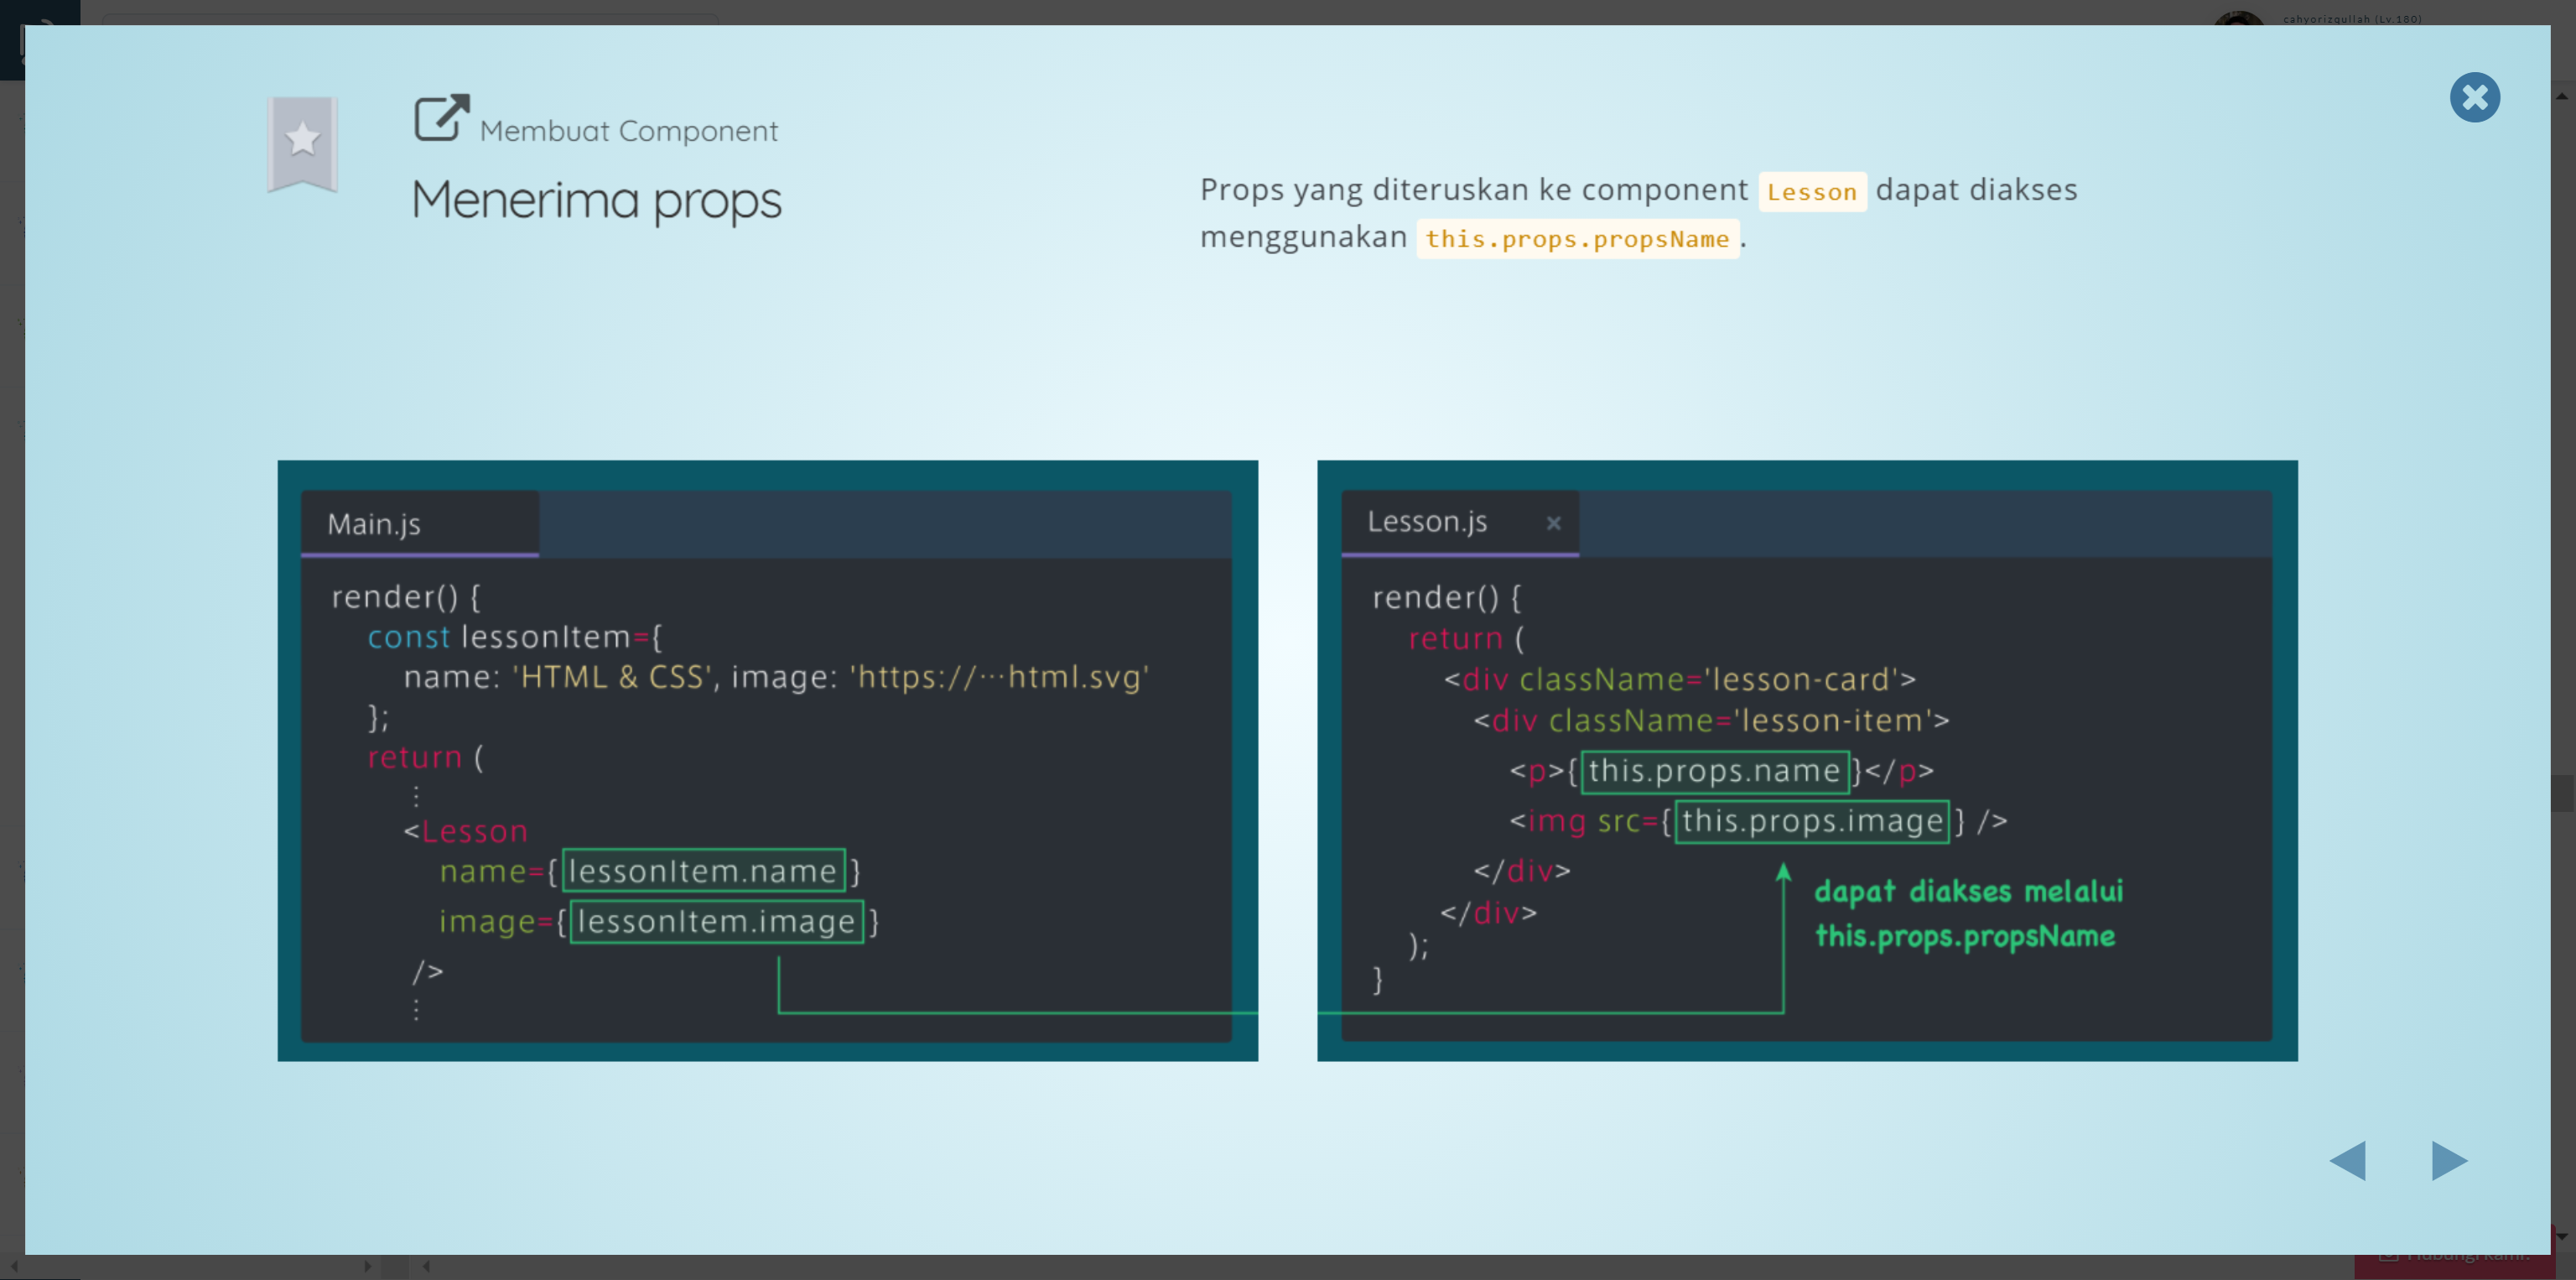 cahyorizqullah (Lv.180)
Membuat Component
Menerima props
Props yang diteruskan ke component Lesson dapat diakses
menggunakan this.props.propsName.
Main.js
render() {
const lessonItem={
name: 'HTML & CSS', image: 'https://···html.svg'
};
return (
⋮
<Lesson
name={lessonItem.name}
image={lessonItem.image}
/>
⋮
Lesson.js ×
render() {
return (
<div className='lesson-card'>
<div className='lesson-item'>
<p>{this.props.name}</p>
<img src={this.props.image} />
</div>
</div>
);
}
dapat diakses melalui
this.props.propsName
Hubungi kami!